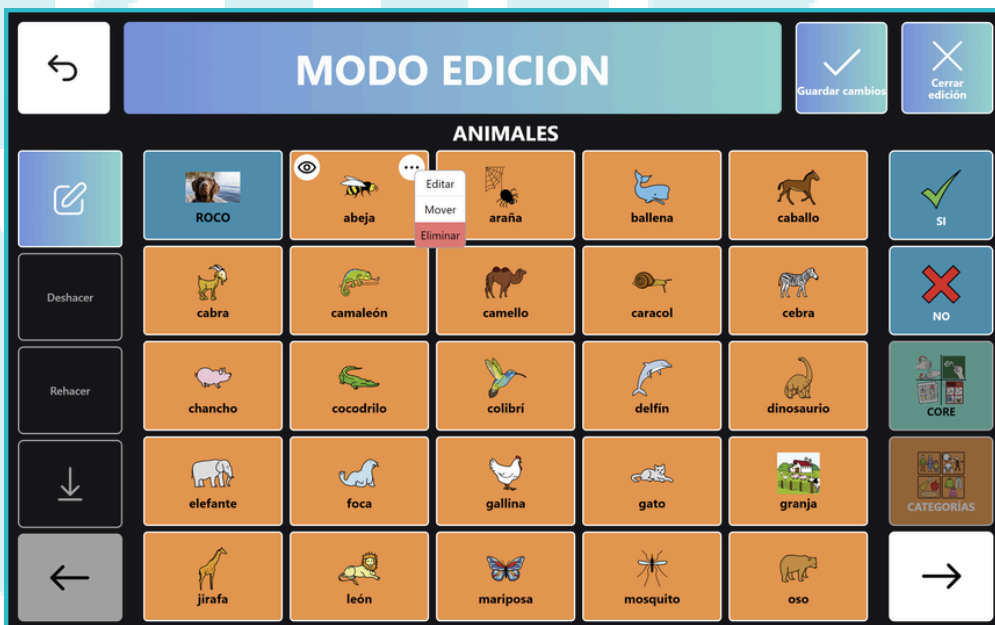 MODO EDICION
Guardar cambios
Cerrar
edición
ANIMALES
ROCO
abeja
Editar
Mover
Eliminar
araña
ballena
caballo
SI
Deshacer
cabra
camaleón
camello
caracol
cebra
NO
Rehacer
chancho
cocodrilo
colibrí
delfín
dinosaurio
CORE
elefante
foca
gallina
gato
granja
CATEGORÍAS
jirafa
león
mariposa
mosquito
oso